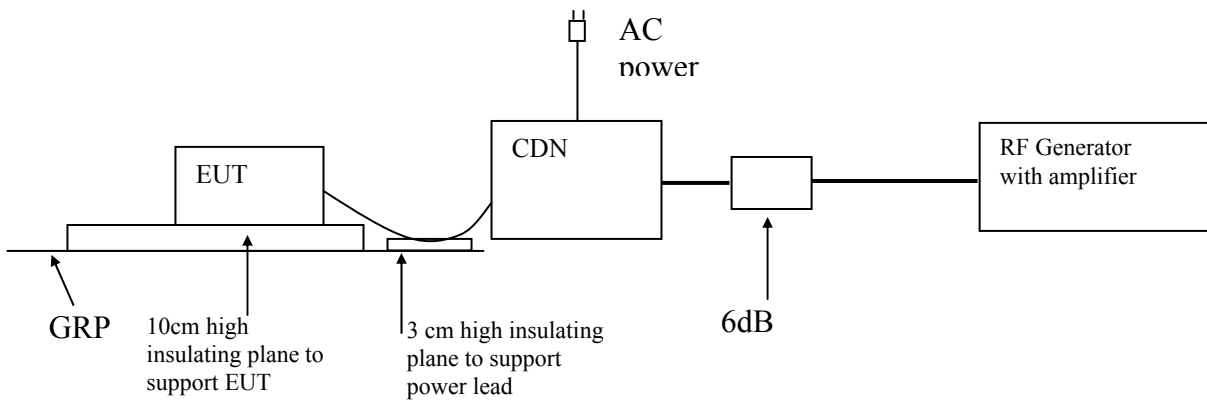 AC
power
EUT
CDN
RF Generator
with amplifier
GRP
10cm high
insulating plane to
support EUT
3 cm high insulating
plane to support
power lead
6dB